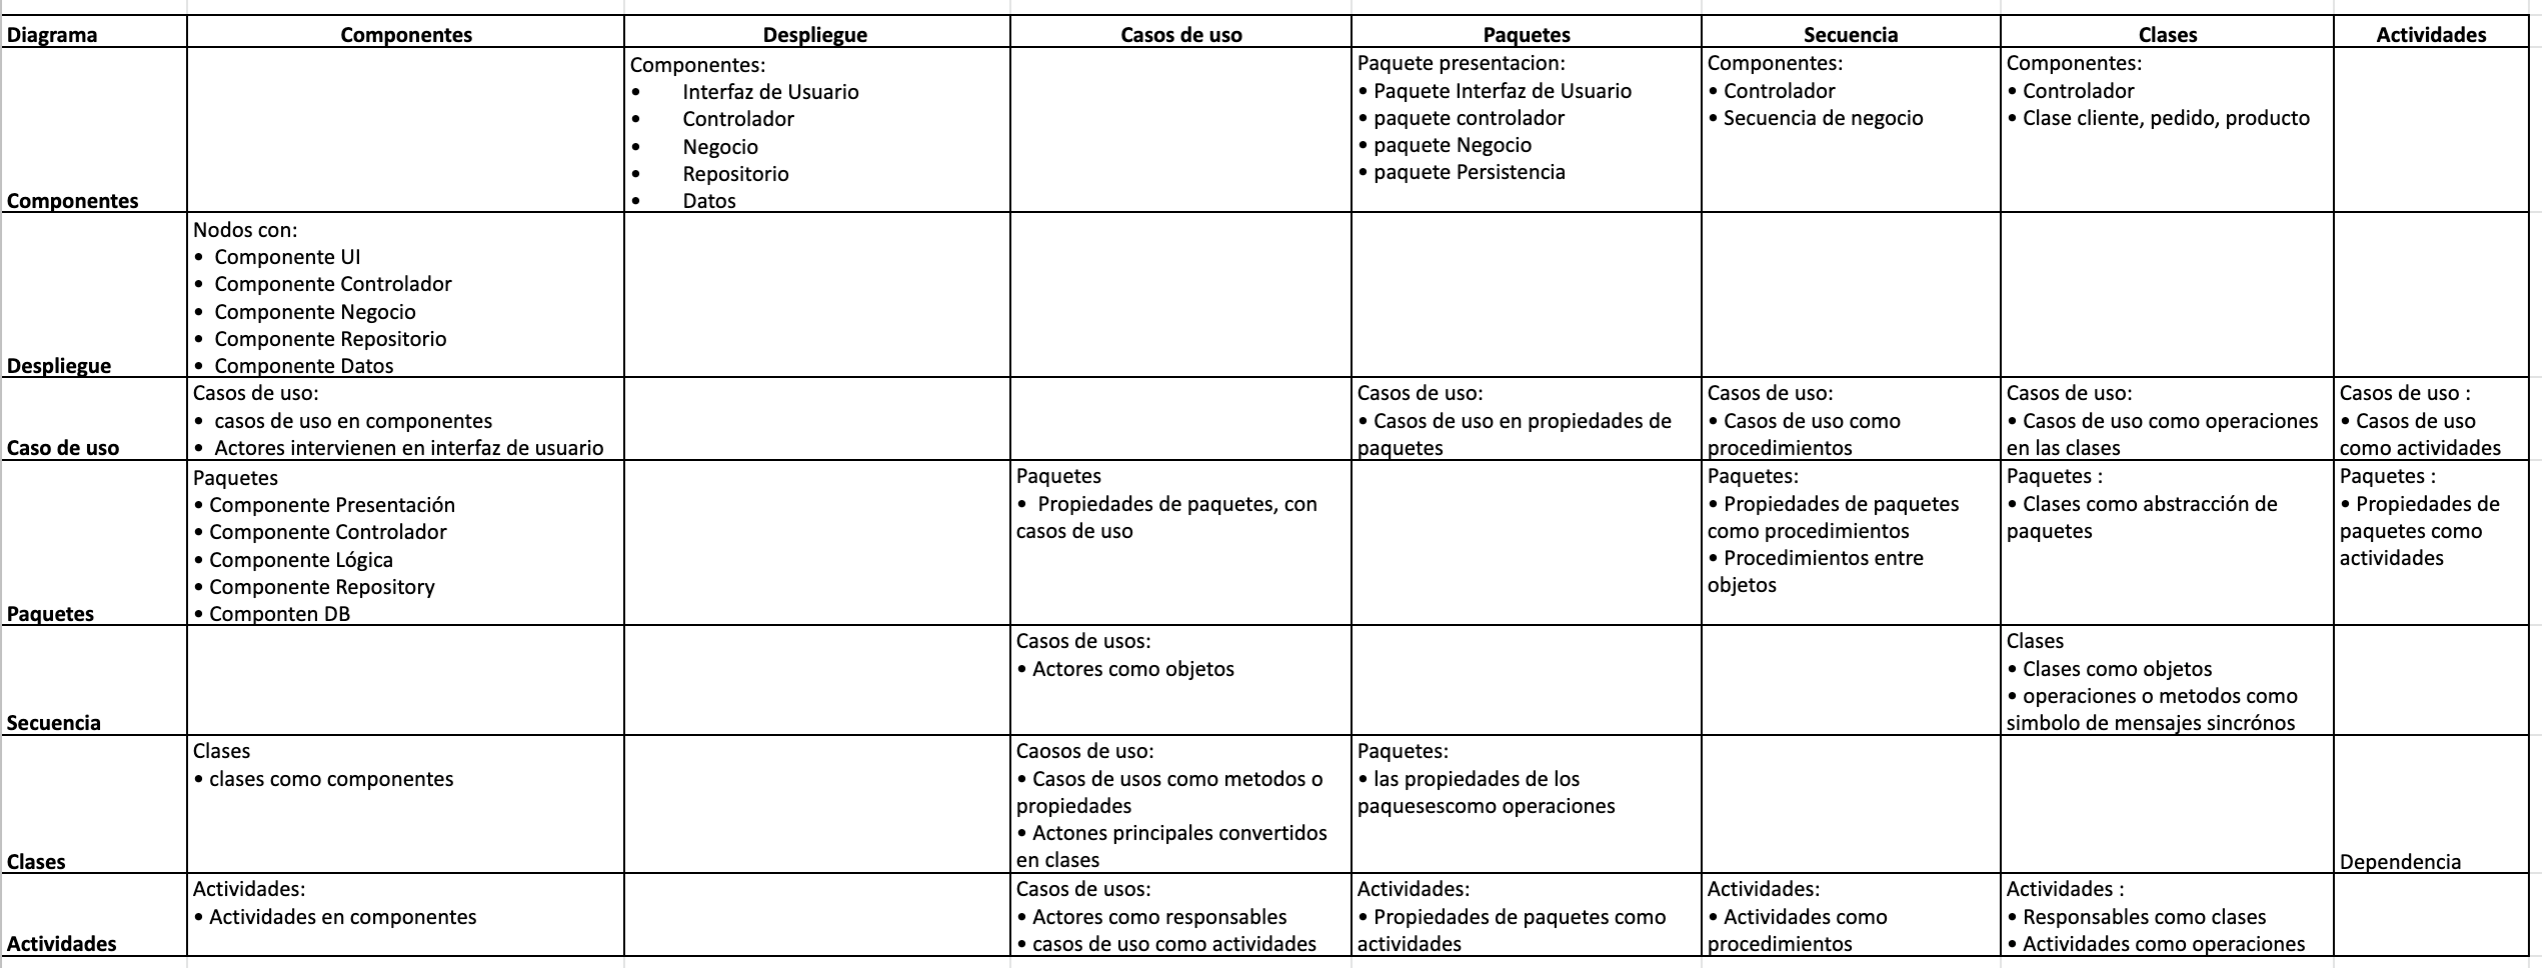 Diagrama
Componentes
Despliegue
Casos de uso
Paquetes
Secuencia
Clases
Actividades
Componentes
Componentes:
• Interfaz de Usuario
• Controlador
• Negocio
• Repositorio
• Datos
Paquete presentacion:
• Paquete Interfaz de Usuario
• paquete controlador
• paquete Negocio
• paquete Persistencia
Componentes:
• Controlador
• Secuencia de negocio
Componentes:
• Controlador
• Clase cliente, pedido, producto
Despliegue
Nodos con:
• Componente UI
• Componente Controlador
• Componente Negocio
• Componente Repositorio
• Componente Datos
Caso de uso
Casos de uso:
• casos de uso en componentes
• Actores intervienen en interfaz de usuario
Casos de uso:
• Casos de uso en propiedades de
paquetes
Casos de uso:
• Casos de uso como
procedimientos
Casos de uso:
• Casos de uso como operaciones
en las clases
Casos de uso :
• Casos de uso
como actividades
Paquetes
Paquetes
• Componente Presentación
• Componente Controlador
• Componente Lógica
• Componente Repository
• Componten DB
Paquetes
• Propiedades de paquetes, con
casos de uso
Paquetes:
• Propiedades de paquetes
como procedimientos
• Procedimientos entre
objetos
Paquetes :
• Clases como abstracción de
paquetes
Paquetes :
• Propiedades de
paquetes como
actividades
Secuencia
Casos de usos:
• Actores como objetos
Clases
• Clases como objetos
• operaciones o metodos como
simbolo de mensajes sincrónos
Clases
Clases
• clases como componentes
Caosos de uso:
• Casos de usos como metodos o
propiedades
• Actones principales convertidos
en clases
Paquetes:
• las propiedades de los
paquesescomo operaciones
Dependencia
Actividades
Actividades:
• Actividades en componentes
Casos de usos:
• Actores como responsables
• casos de uso como actividades
Actividades:
• Propiedades de paquetes como
actividades
Actividades:
• Actividades como
procedimientos
Actividades :
• Responsables como clases
• Actividades como operaciones